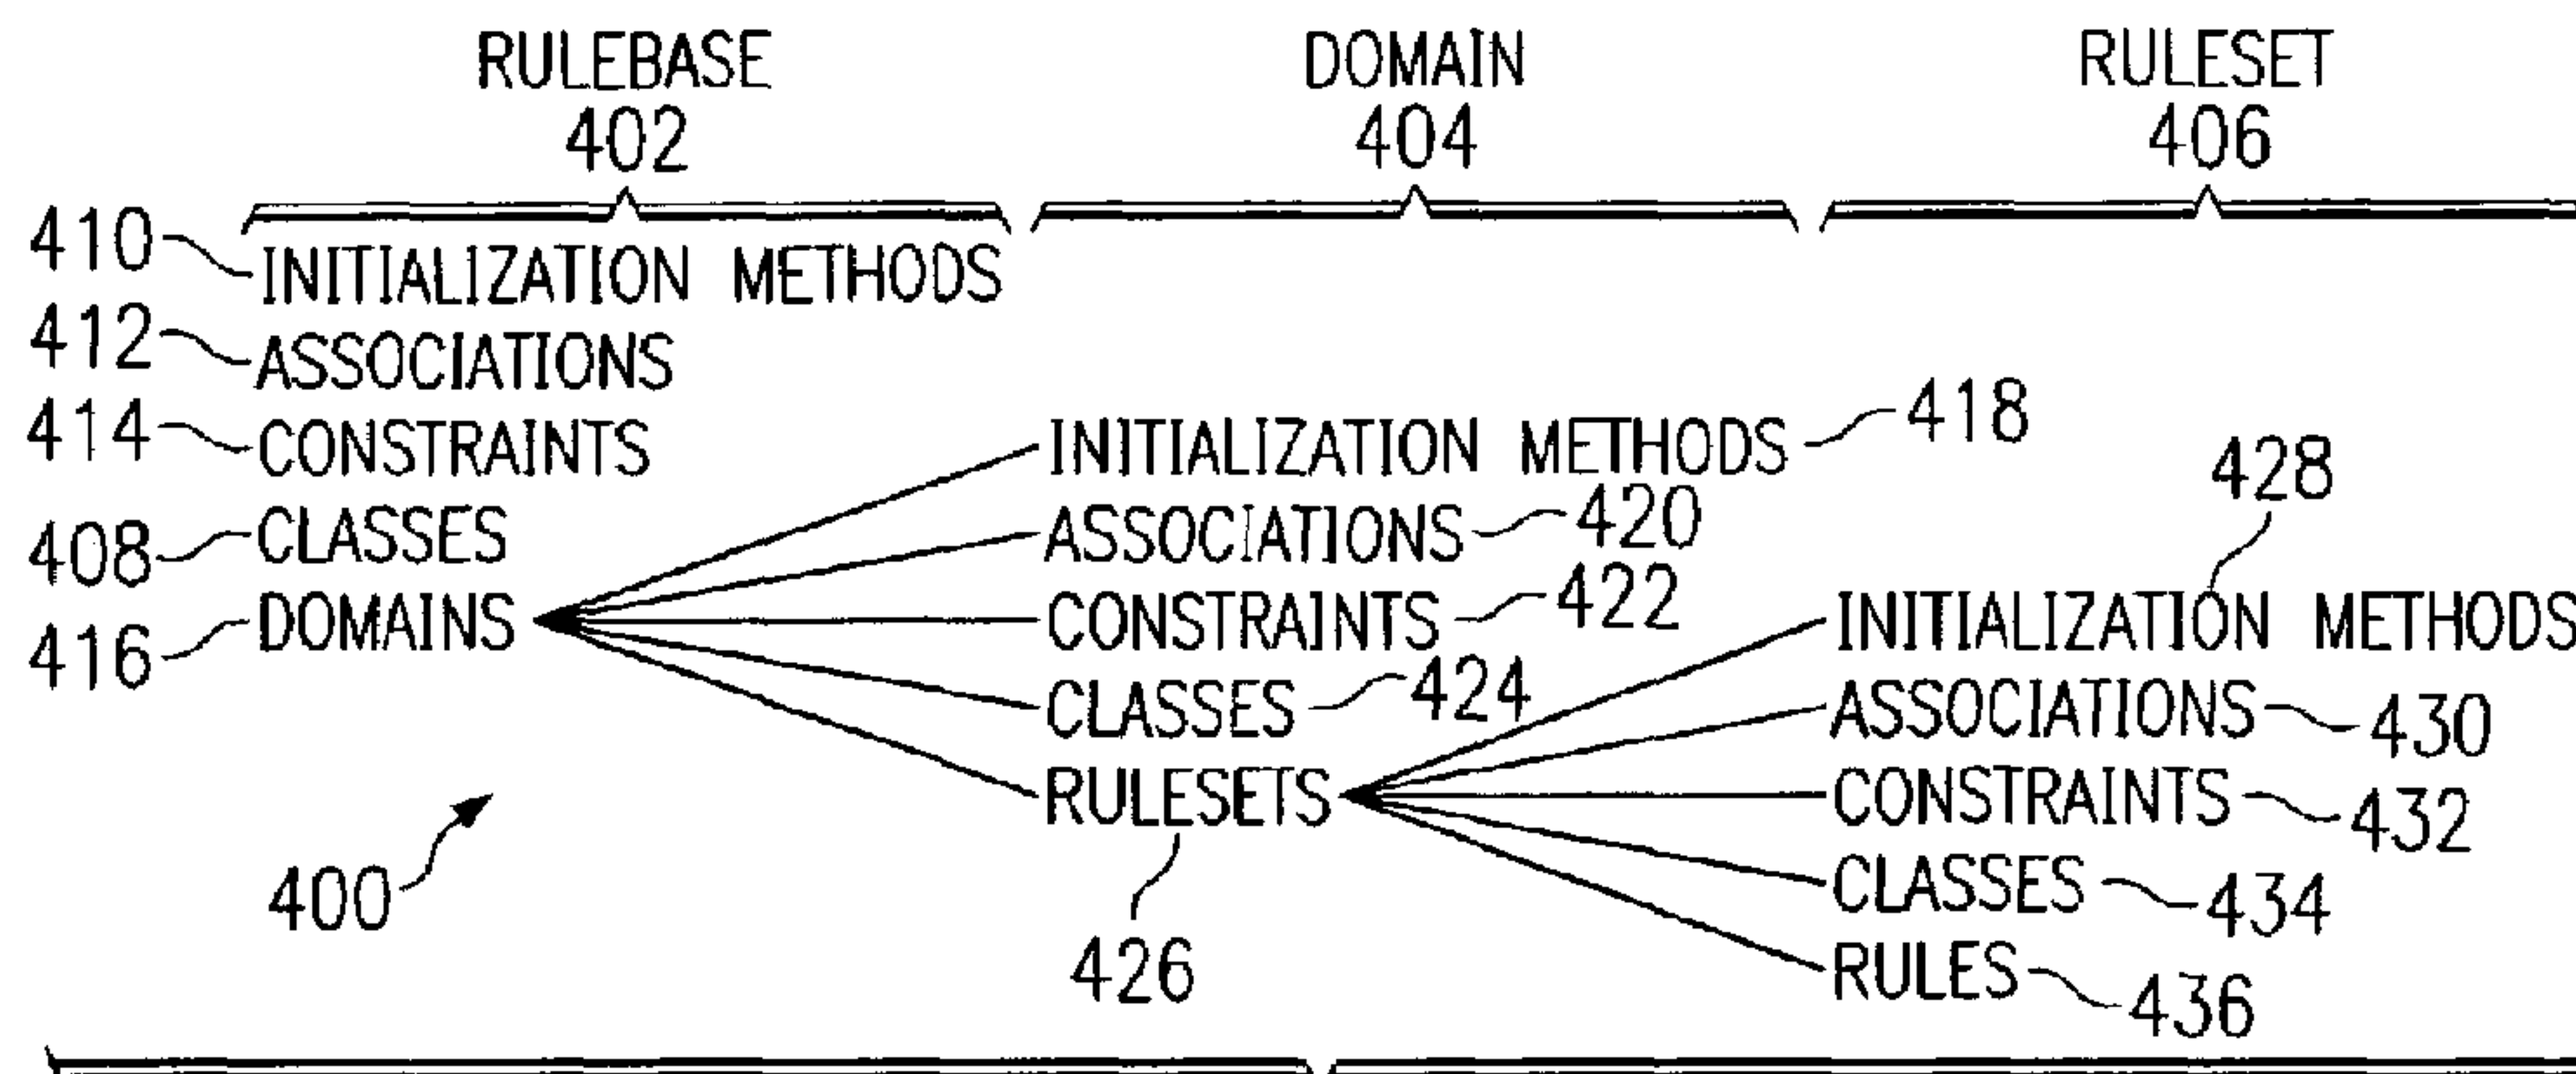 RULEBASE DOMAIN RULESET
402 404 406
410 INITIALIZATION METHODS
412 ASSOCIATIONS
414 CONSTRAINTS INITIALIZATION METHODS 418
408 CLASSES ASSOCIATIONS 420 428
416 DOMAINS CONSTRAINTS 422 INITIALIZATION METHODS
CLASSES 424 ASSOCIATIONS 430
RULESETS CONSTRAINTS 432
400 CLASSES 434
426 RULES 436